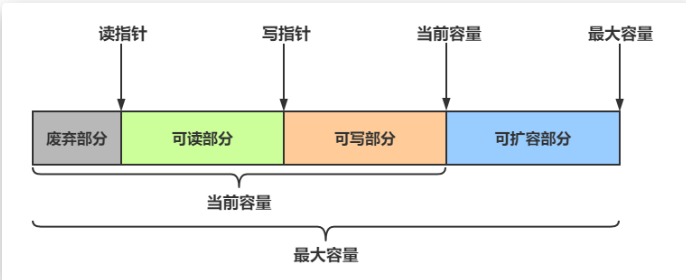 读指针 写指针 当前容量 最大容量
废弃部分 可读部分 可写部分 可扩容部分
当前容量
最大容量